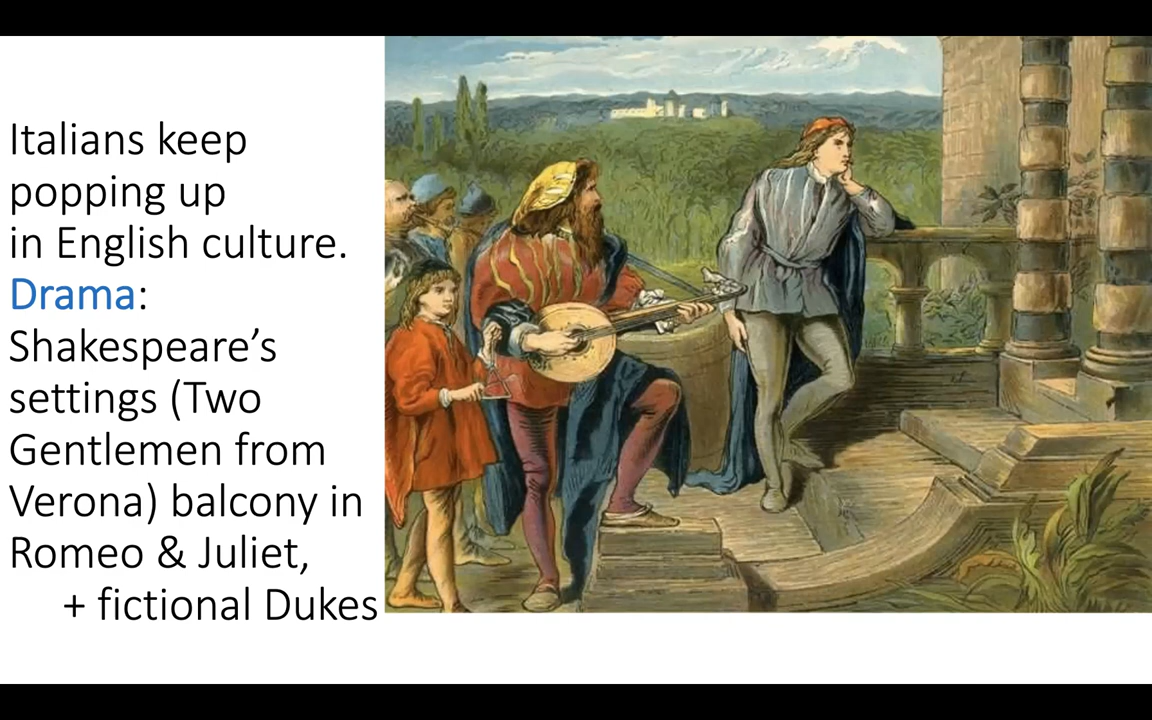 Italians keep
popping up
in English culture.
Drama:
Shakespeare’s
settings (Two
Gentlemen from
Verona) balcony in
Romeo & Juliet,
+ fictional Dukes